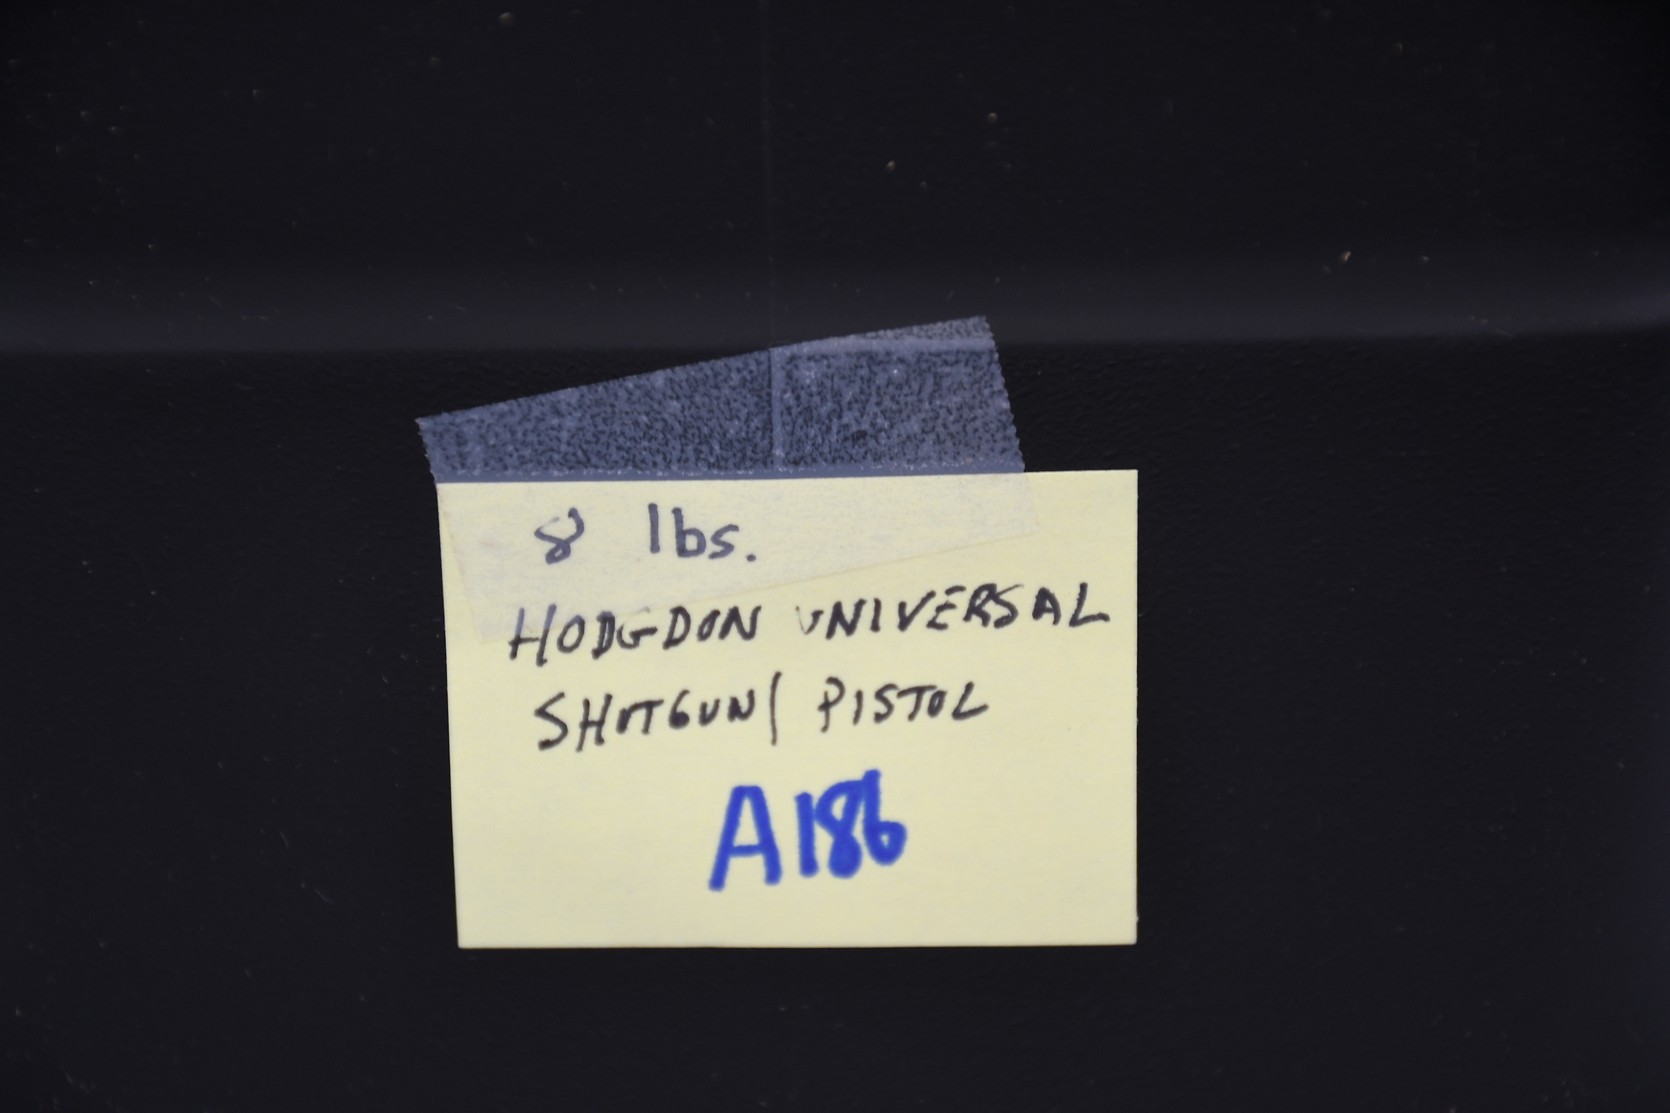 8 lbs.
HODGDON UNIVERSAL
SHOTGUN/ PISTOL
A186